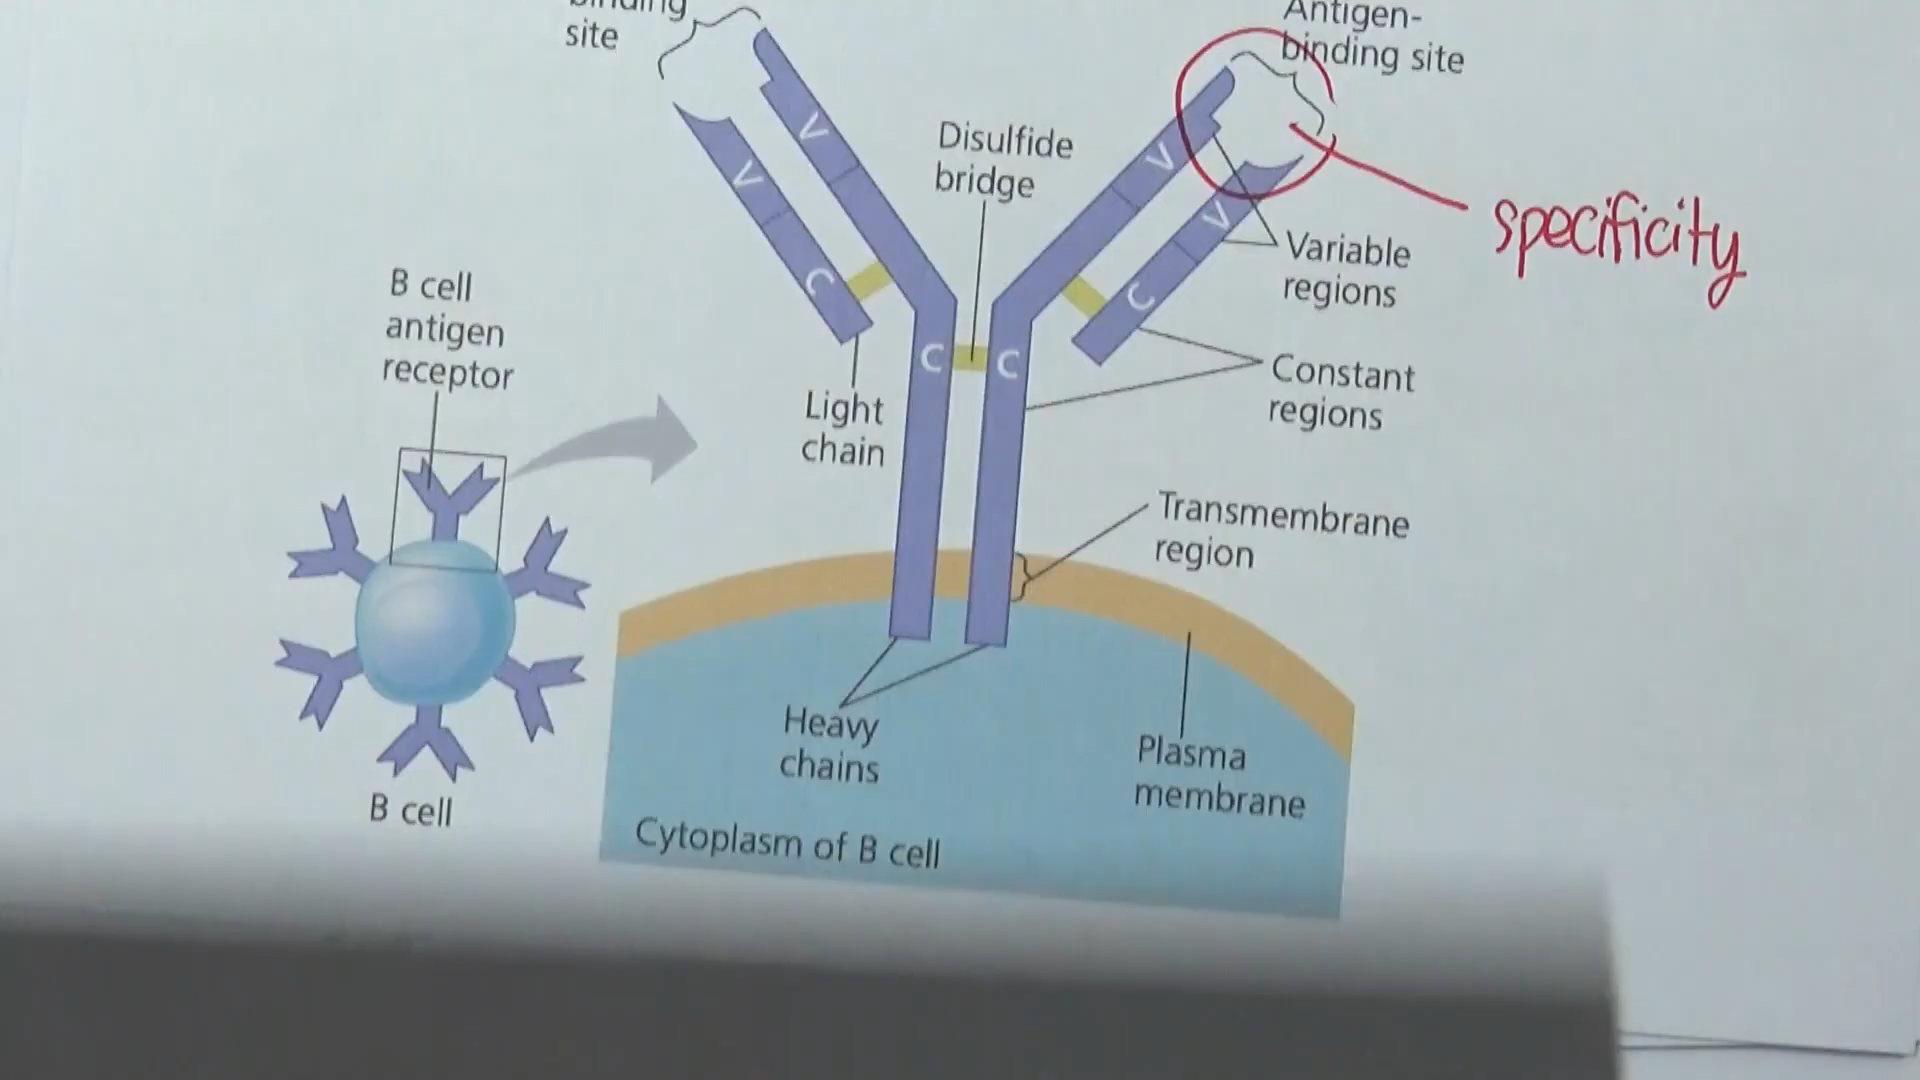 binding
site
Antigen-
binding site
specificity
Disulfide
bridge
V
V
C
V
V
C
C
C
Variable
regions
Constant
regions
B cell
antigen
receptor
Light
chain
Transmembrane
region
Heavy
chains
Plasma
membrane
B cell
Cytoplasm of B cell